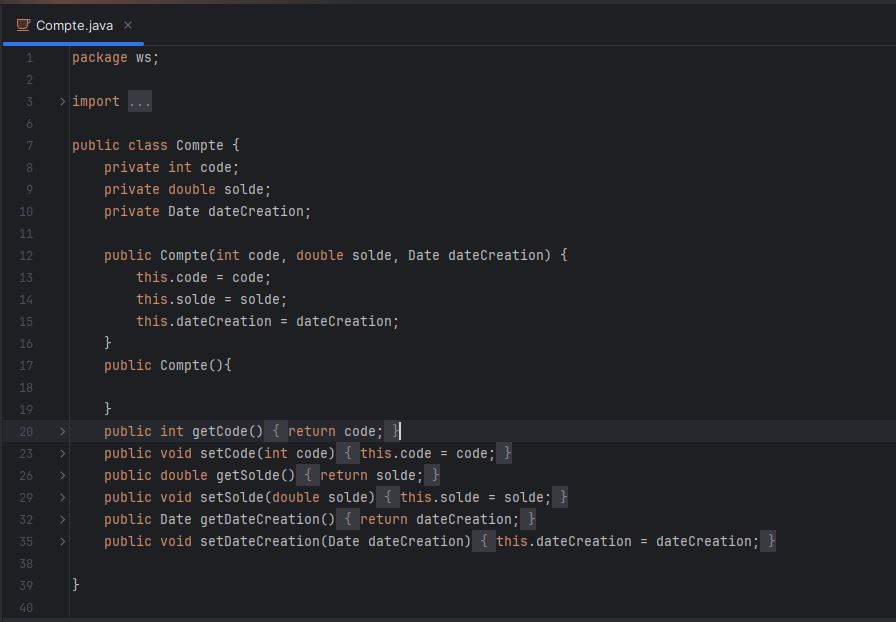 Compte.java
1 package ws;
2
3 import ...
6
7 public class Compte {
8 private int code;
9 private double solde;
10 private Date dateCreation;
11
12 public Compte(int code, double solde, Date dateCreation) {
13 this.code = code;
14 this.solde = solde;
15 this.dateCreation = dateCreation;
16 }
17 public Compte(){
18
19 }
20 public int getCode() { return code; }
23 public void setCode(int code) { this.code = code; }
26 public double getSolde() { return solde; }
29 public void setSolde(double solde) { this.solde = solde; }
32 public Date getDateCreation() { return dateCreation; }
35 public void setDateCreation(Date dateCreation) { this.dateCreation = dateCreation; }
38
39 }
40